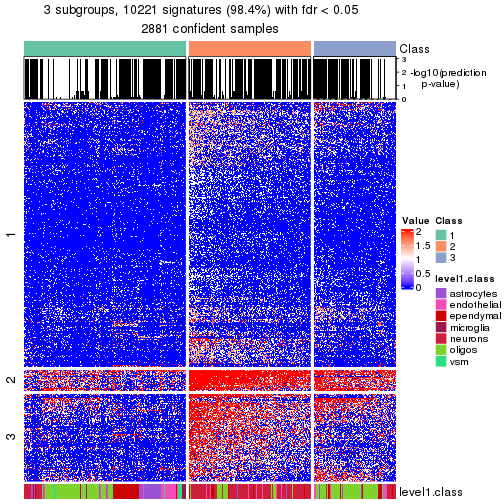 3 subgroups, 10221 signatures (98.4%) with fdr < 0.05
2881 confident samples
Class
3
2
1
0
-log10(prediction
p-value)
1
2
3
Value
2
1.5
1
0.5
0
Class
1
2
3
level1.class
astrocytes
endothelial
ependymal
microglia
neurons
oligos
vsm
level1.class